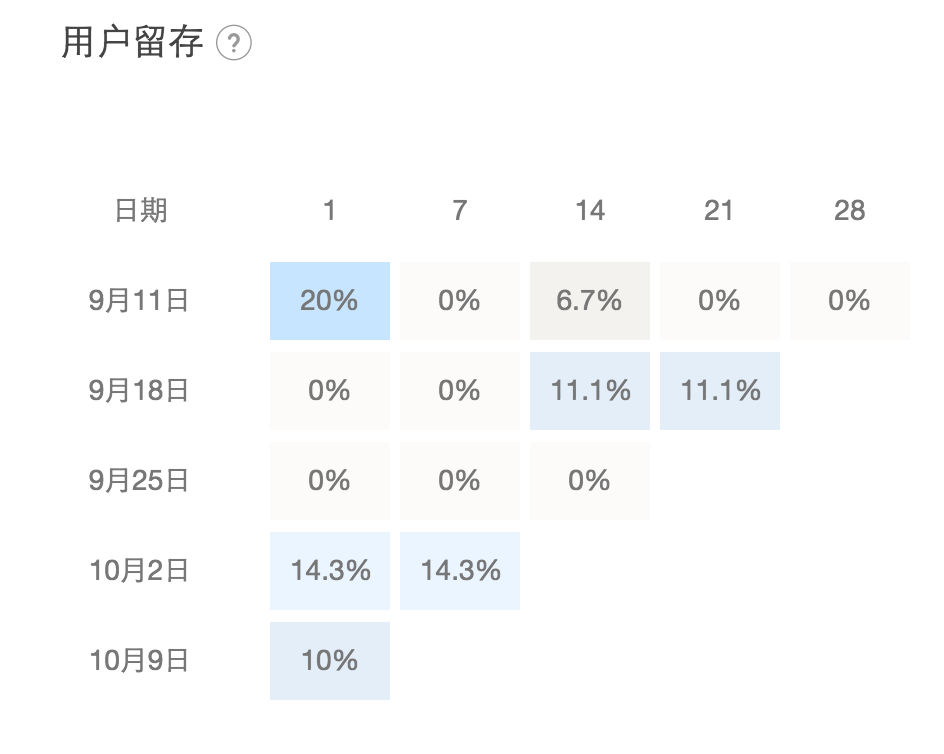 用户留存 ?
日期 1 7 14 21 28
9月11日 20% 0% 6.7% 0% 0%
9月18日 0% 0% 11.1% 11.1%
9月25日 0% 0% 0%
10月2日 14.3% 14.3%
10月9日 10%